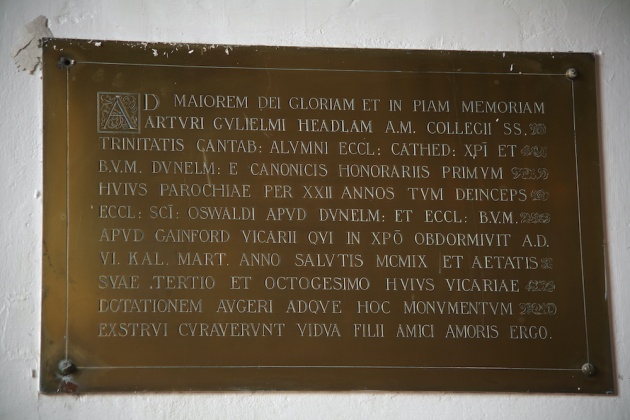 AD MAIOREM DEI GLORIAM ET IN PIAM MEMORIAM
ARTVRI GVLIELMI HEADLAM A.M. COLLEGII SS.
TRINITATIS CANTAB: ALVMNI ECCL: CATHED: XPĪ ET
B.V.M. DVNELM: E CANONICIS HONORARIIS PRIMVM
HVIVS PAROCHIAE PER XXII ANNOS TVM DEINCEPS
ECCL: SCĪ: OSWALDI APVD DVNELM: ET ECCL: B.V.M.
APVD GAINFORD VICARII QVI IN XPŌ OBDORMIVIT A.D.
VI. KAL. MART. ANNO SALVTIS MCMIX ET AETATIS
SVAE TERTIO ET OCTOGESIMO HVIVS VICARIAE
DOTATIONEM AVGERI ADQVE HOC MONVMENTVM
EXSTRVI CVRAVERVNT VIDVA FILII AMICI AMORIS ERGO.